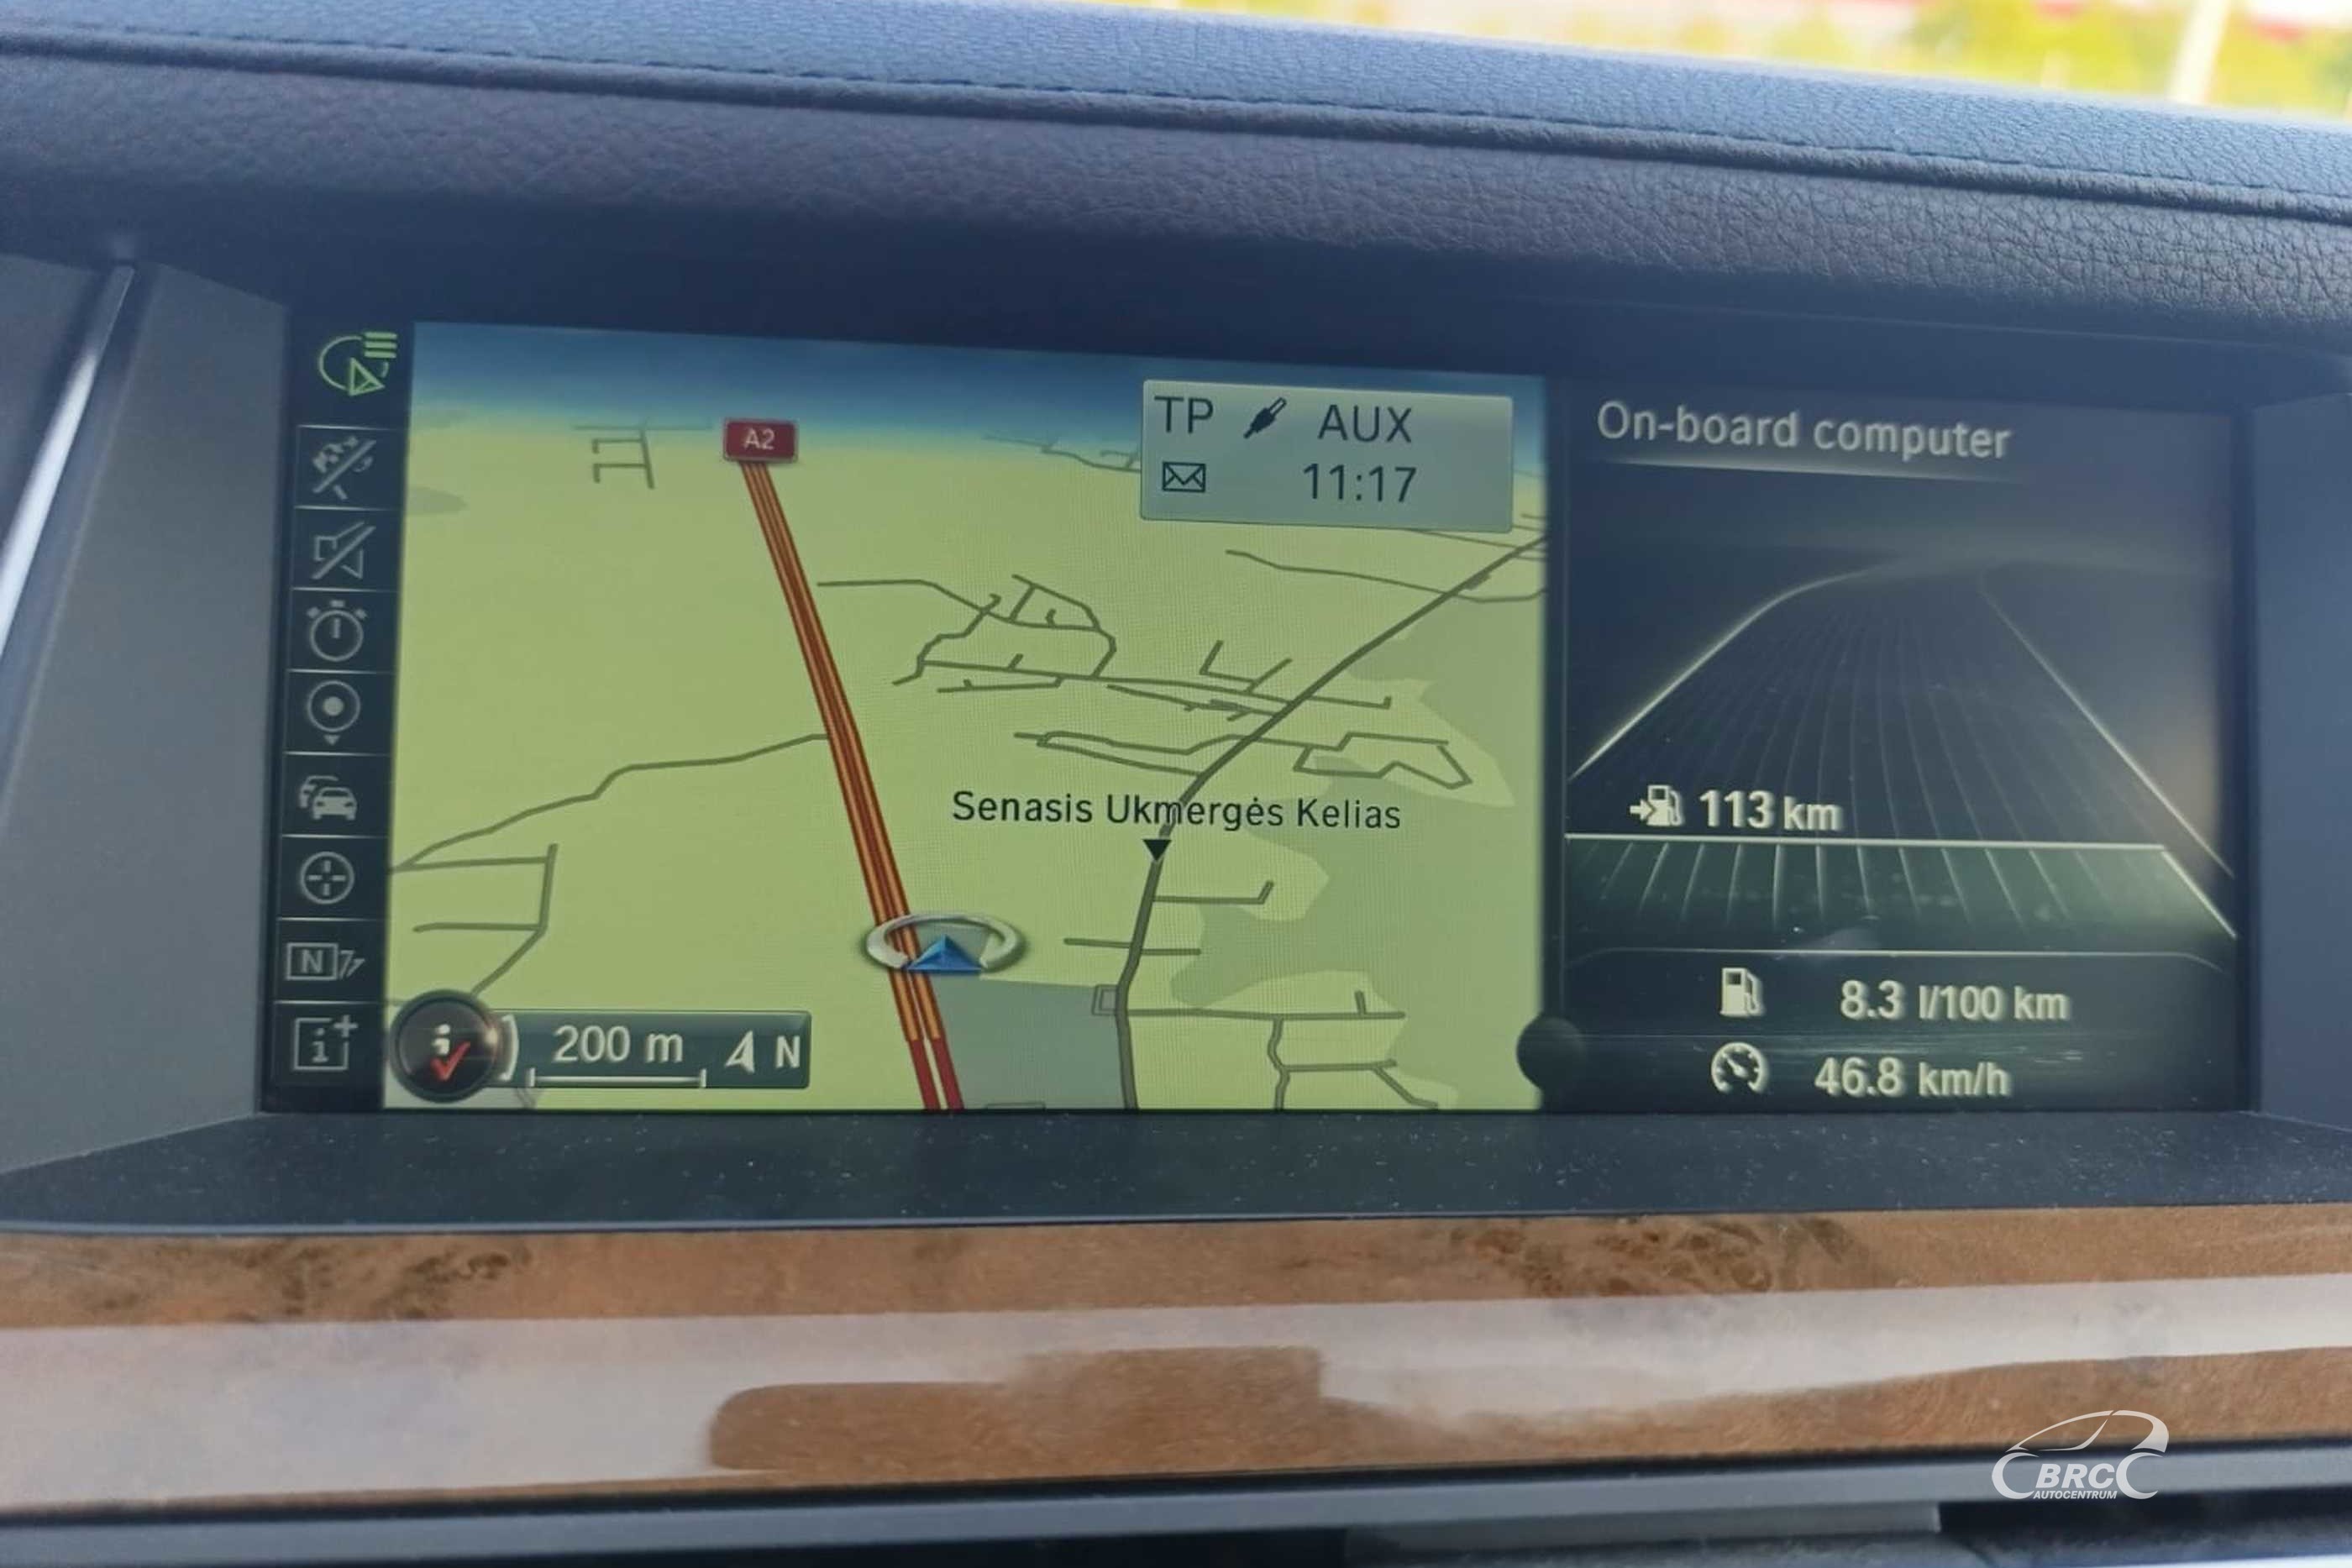 A2
TP AUX
11:17
On-board computer
Senasis Ukmergės Kelias
113 km
8.3 l/100 km
46.8 km/h
N
i
200 m N
BRC
AUTOCENTRUM